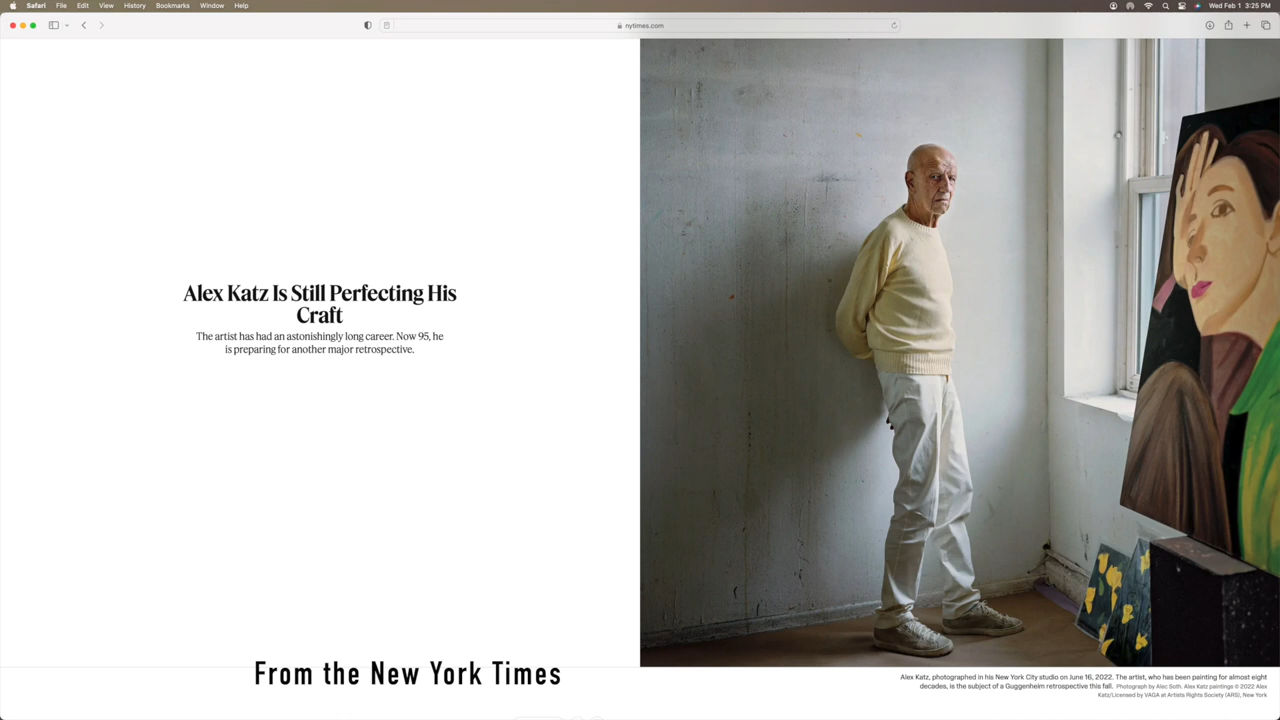 Safari File Edit View History Bookmarks Window Help Wed Feb 1 3:25 PM
nytimes.com
Alex Katz Is Still Perfecting His
Craft
The artist has had an astonishingly long career. Now 95, he
is preparing for another major retrospective.
From the New York Times
Alex Katz, photographed in his New York City studio on June 16, 2022. The artist, who has been painting for almost eight
decades, is the subject of a Guggenheim retrospective this fall. Photograph by Alec Soth. Alex Katz paintings © 2022 Alex
Katz/Licensed by VAGA at Artists Rights Society (ARS), New York